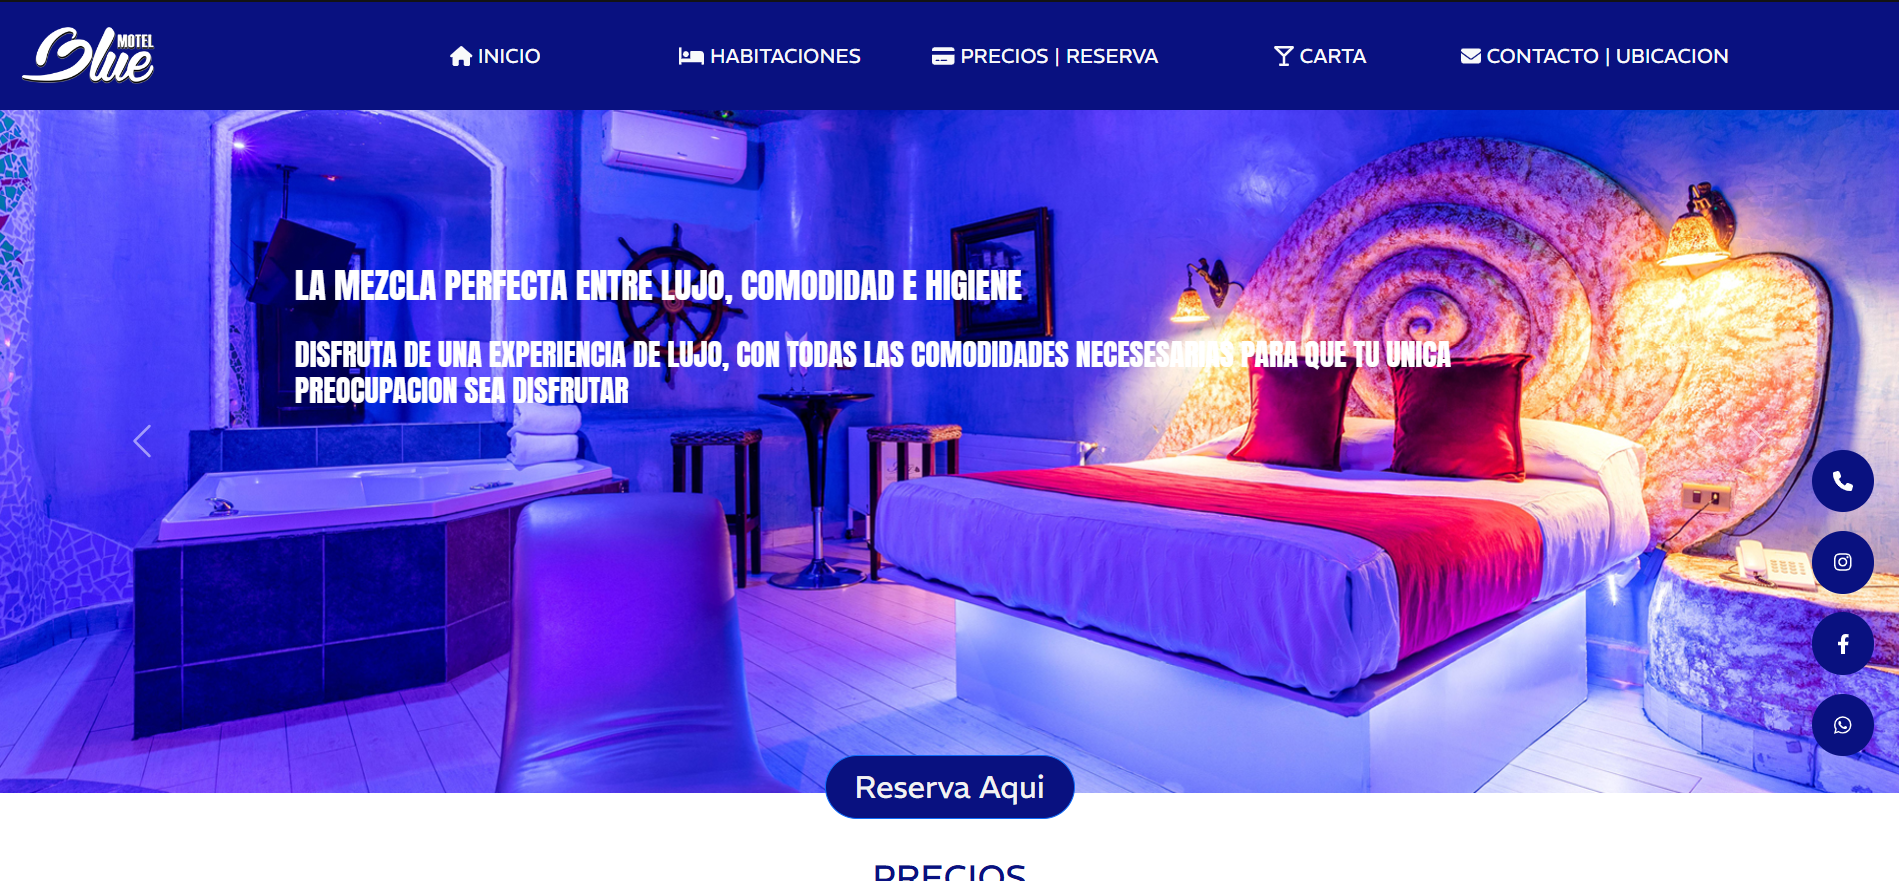 MOTEL
Blue
INICIO
HABITACIONES
PRECIOS | RESERVA
CARTA
CONTACTO | UBICACION
LA MEZCLA PERFECTA ENTRE LUJO, COMODIDAD E HIGIENE
DISFRUTA DE UNA EXPERIENCIA DE LUJO, CON TODAS LAS COMODIDADES NECESESARIAS PARA QUE TU UNICA
PREOCUPACION SEA DISFRUTAR
Reserva Aqui
PRECIOS